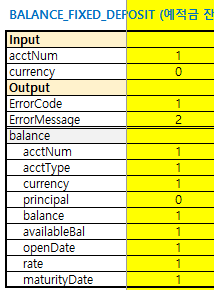 BALANCE_FIXED_DEPOSIT (예적금 잔
Input
acctNum 1
currency 0
Output
ErrorCode 1
ErrorMessage 2
balance
acctNum 1
acctType 1
currency 1
principal 0
balance 1
availableBal 1
openDate 1
rate 1
maturityDate 1